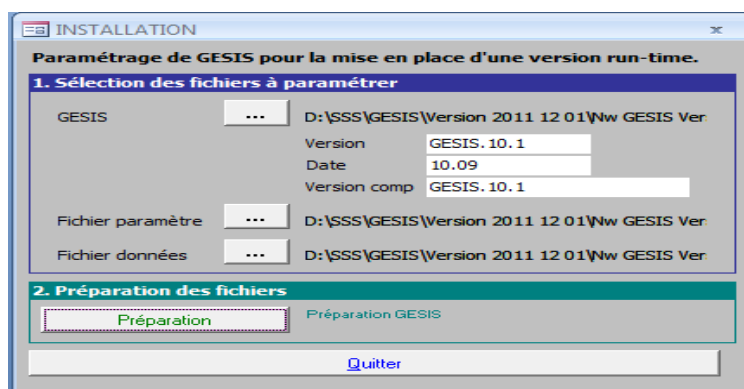 INSTALLATION x
Paramétrage de GESIS pour la mise en place d'une version run-time.
1. Sélection des fichiers à paramétrer
GESIS ... D:\SSS\GESIS\Version 2011 12 01\Nw GESIS Ver
Version GESIS.10.1
Date 10.09
Version comp GESIS.10.1
Fichier paramètre ... D:\SSS\GESIS\Version 2011 12 01\Nw GESIS Ver
Fichier données ... D:\SSS\GESIS\Version 2011 12 01\Nw GESIS Ver
2. Préparation des fichiers
Préparation Préparation GESIS
Quitter